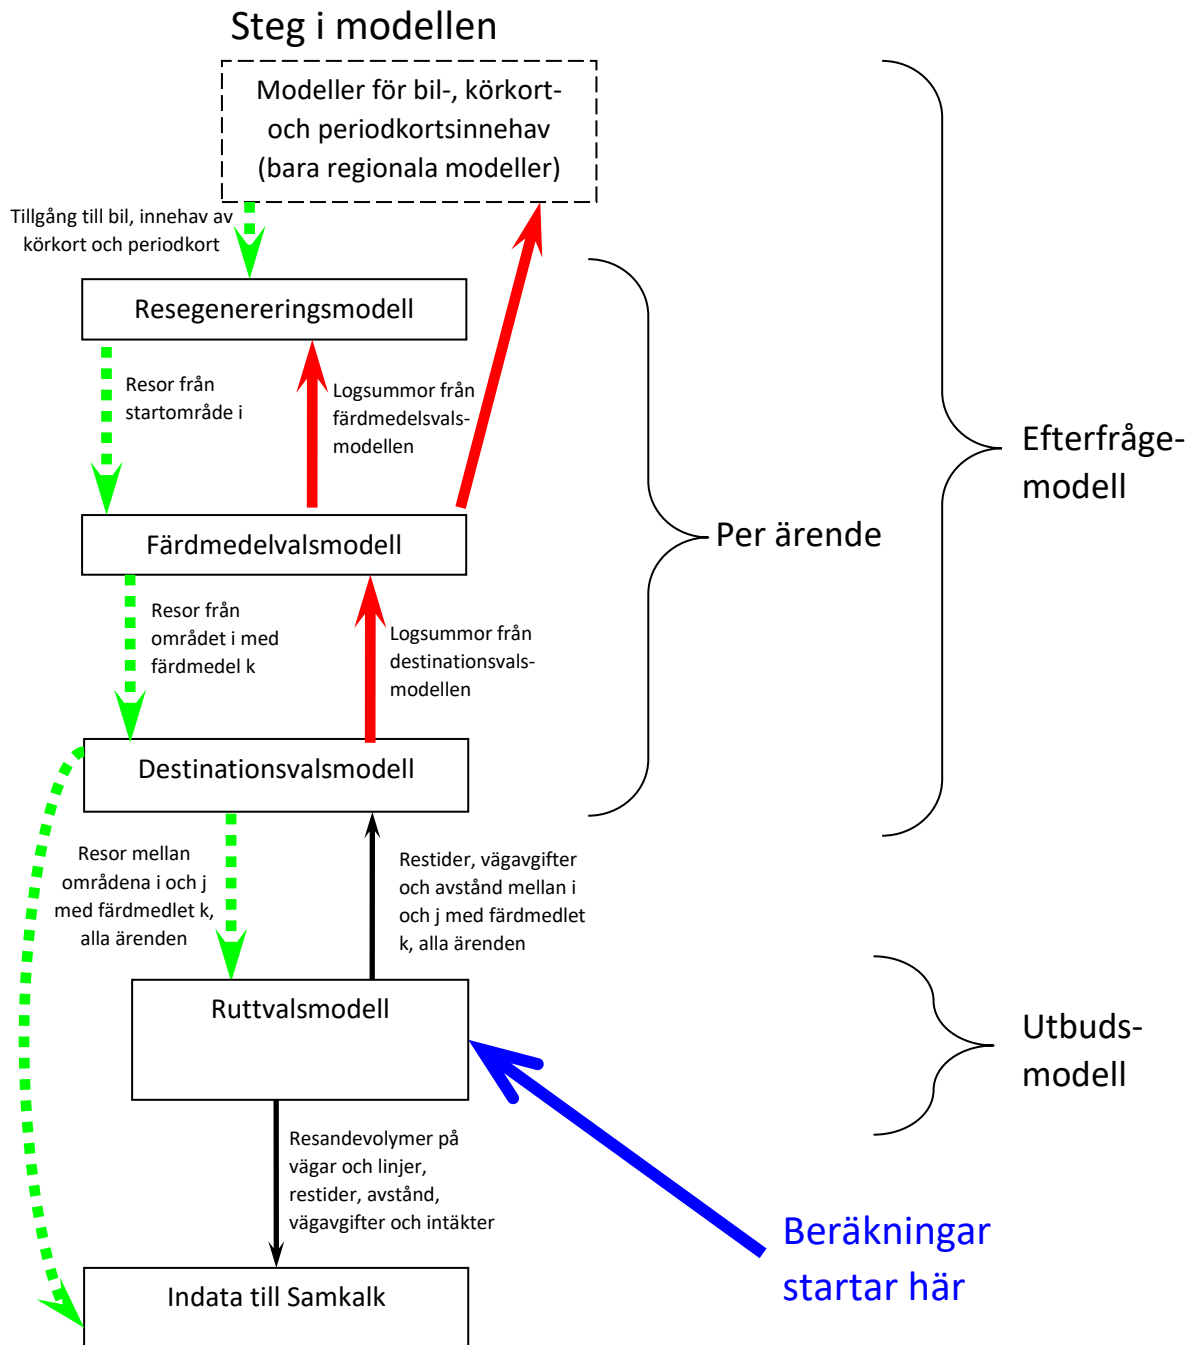 Steg i modellen
Modeller för bil-, körkort-
och periodkortsinnehav
(bara regionala modeller)
Tillgång till bil, innehav av
körkort och periodkort
Resegenereringsmodell
Resor från
startområde i
Logsummor från
färdmedelsvals-
modellen
Färdmedelvalsmodell
Resor från
området i med
färdmedel k
Logsummor från
destinationsvals-
modellen
Destinationsvalsmodell
Resor mellan
områdena i och j
med färdmedlet k,
alla ärenden
Restider, vägavgifter
och avstånd mellan i
och j med färdmedlet
k, alla ärenden
Ruttvalsmodell
Resandevolymer på
vägar och linjer,
restider, avstånd,
vägavgifter och intäkter
Indata till Samkalk
Per ärende
Efterfråge-
modell
Utbuds-
modell
Beräkningar
startar här